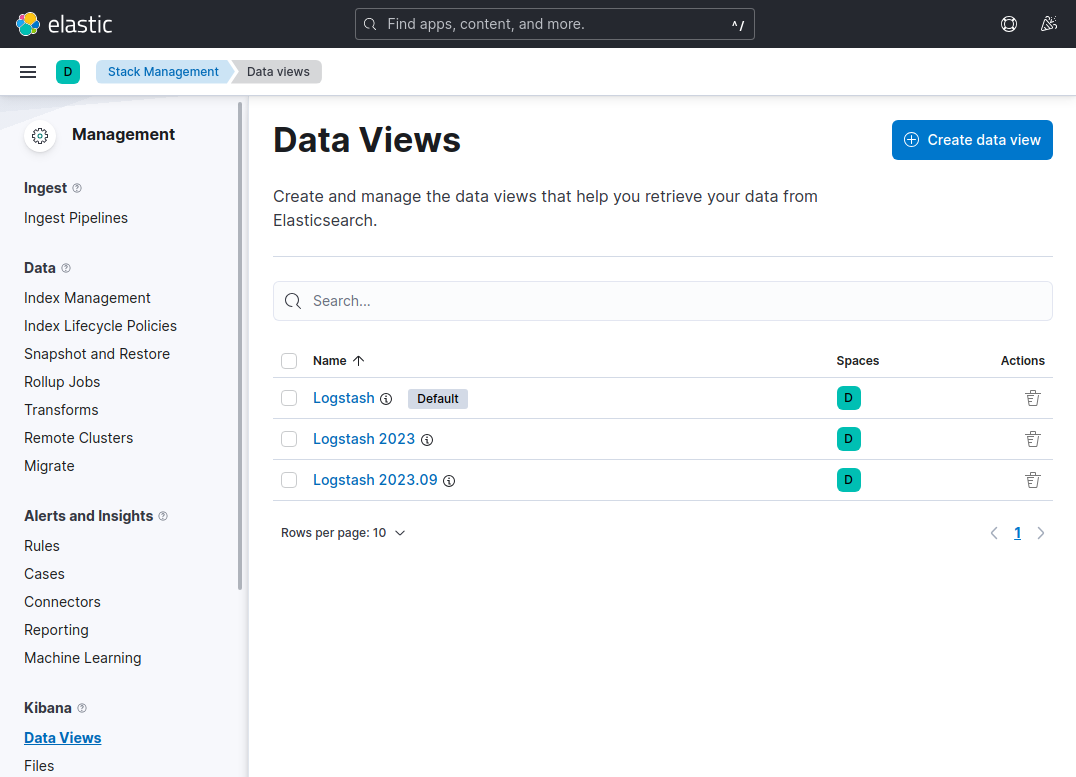 elastic
Find apps, content, and more.
^/
D
Stack Management
Data views
Management
Ingest
Ingest Pipelines
Data
Index Management
Index Lifecycle Policies
Snapshot and Restore
Rollup Jobs
Transforms
Remote Clusters
Migrate
Alerts and Insights
Rules
Cases
Connectors
Reporting
Machine Learning
Kibana
Data Views
Files
Data Views
Create data view
Create and manage the data views that help you retrieve your data from
Elasticsearch.
Search...
Name Spaces Actions
Logstash Default D
Logstash 2023 D
Logstash 2023.09 D
Rows per page: 10
1